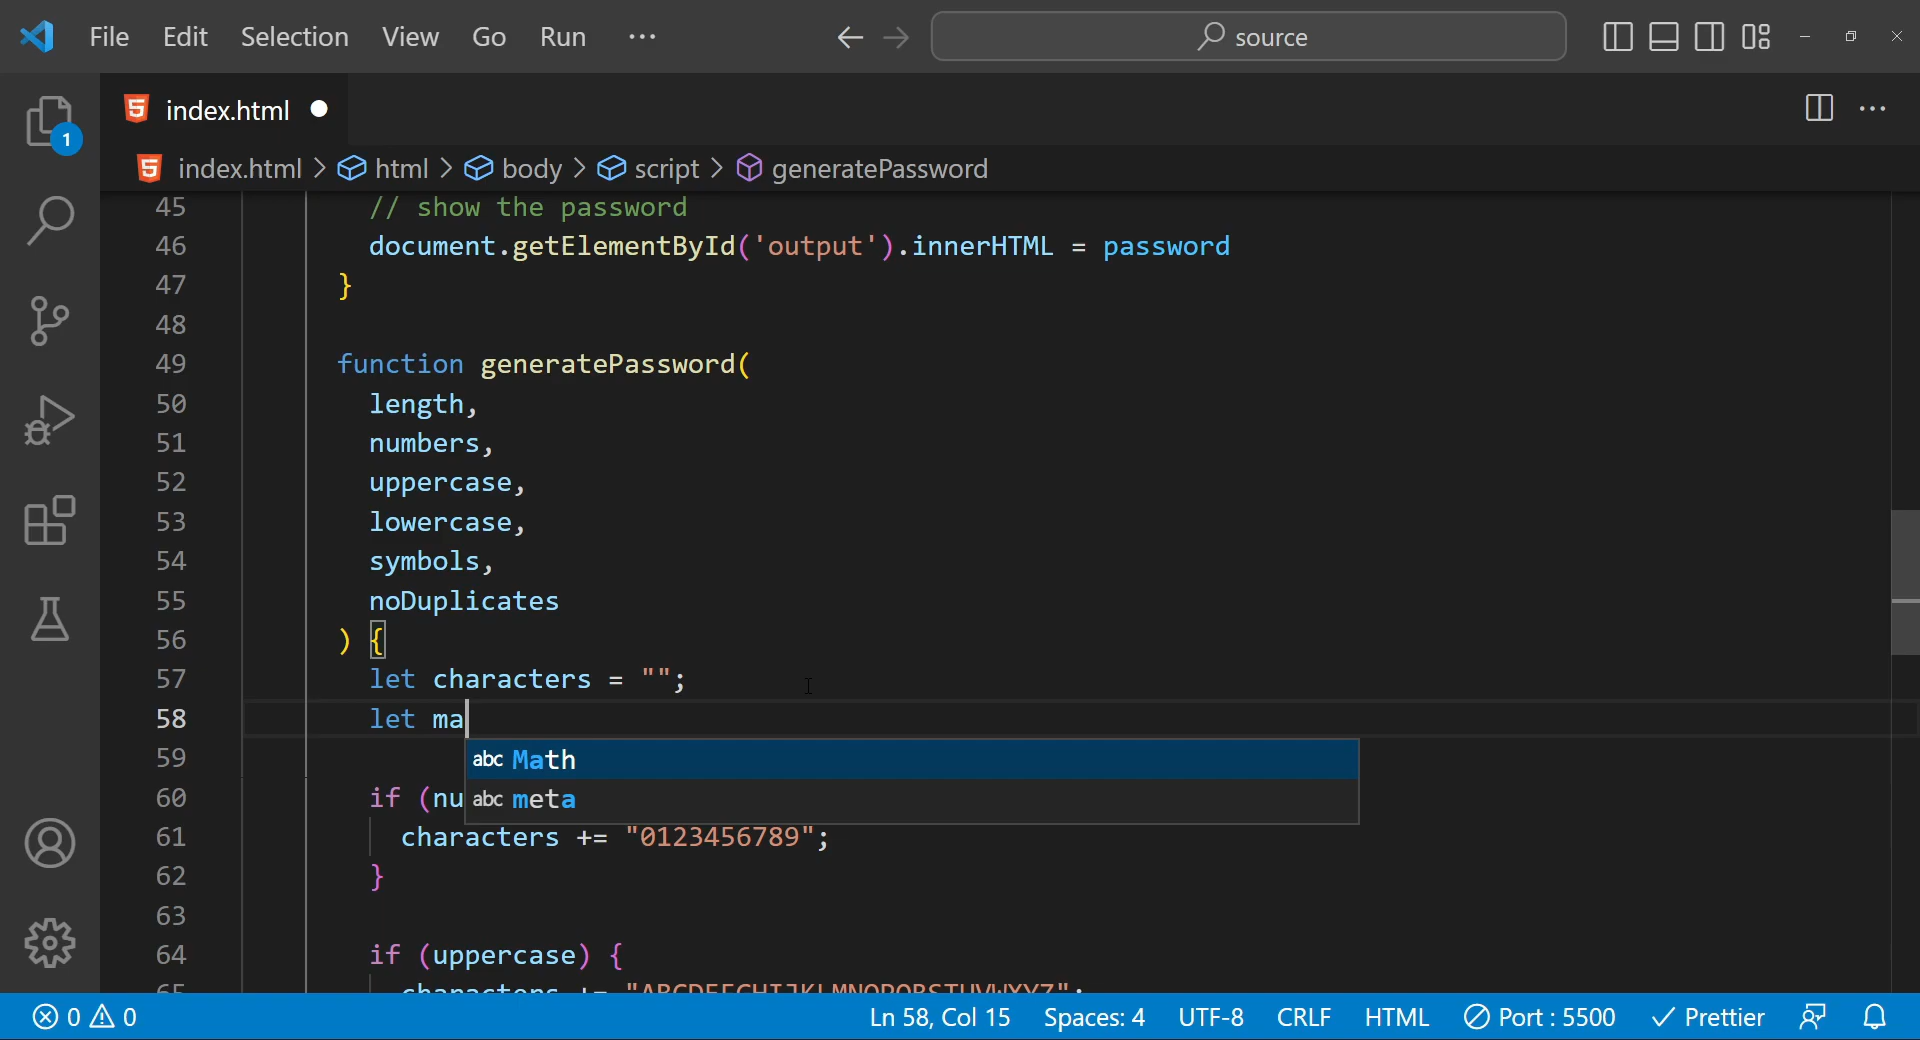 File Edit Selection View Go Run ··· source
index.html
index.html > html > body > script > generatePassword
1
45 // show the password
46 document.getElementById('output').innerHTML = password
47 }
48
49 function generatePassword(
50 length,
51 numbers,
52 uppercase,
53 lowercase,
54 symbols,
55 noDuplicates
56 ) {
57 let characters = "";
58 let ma
59 abc Math
60 if (nu abc meta
61 characters += "0123456789";
62 }
63
64 if (uppercase) {
65 characters += "ABCDEFGHIJKLMNOPQRSTUVWXYZ";
0 0 Ln 58, Col 15 Spaces: 4 UTF-8 CRLF HTML Port : 5500 Prettier